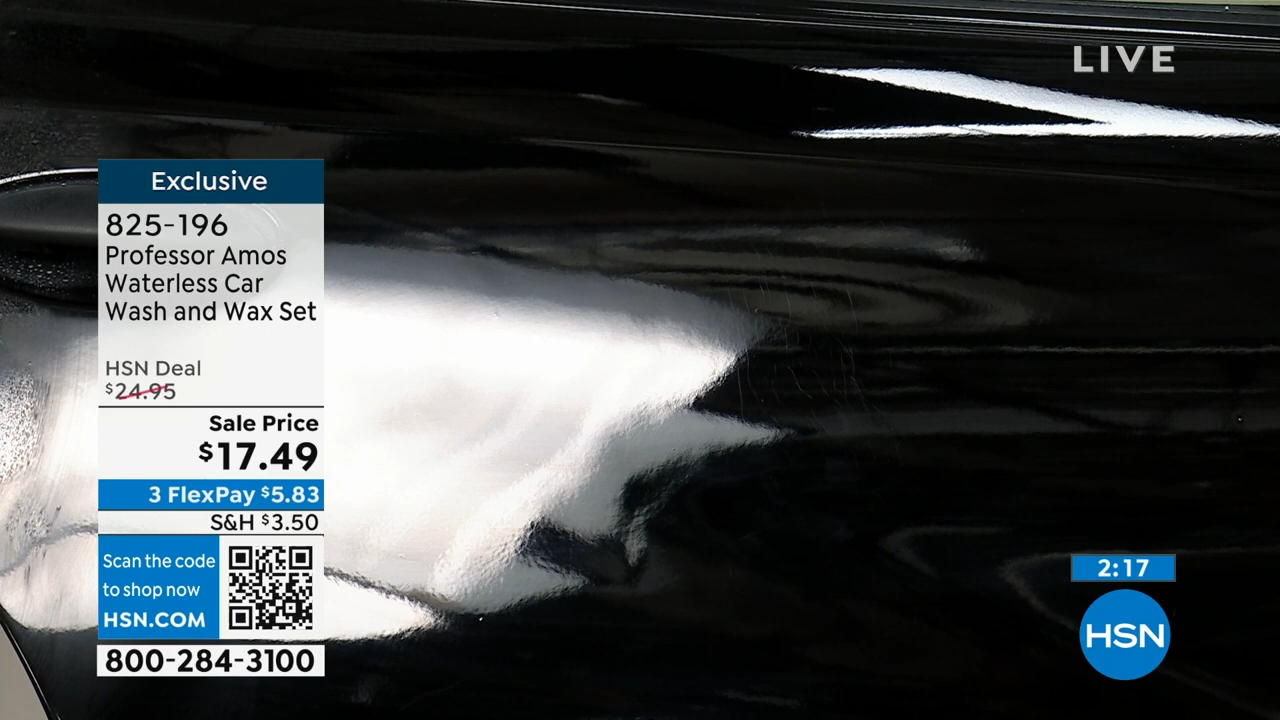 LIVE
Exclusive
825-196
Professor Amos
Waterless Car
Wash and Wax Set
HSN Deal
$24.95
Sale Price
$17.49
3 FlexPay $5.83
S&H $3.50
Scan the code
to shop now
HSN.COM
800-284-3100
2:17
HSN